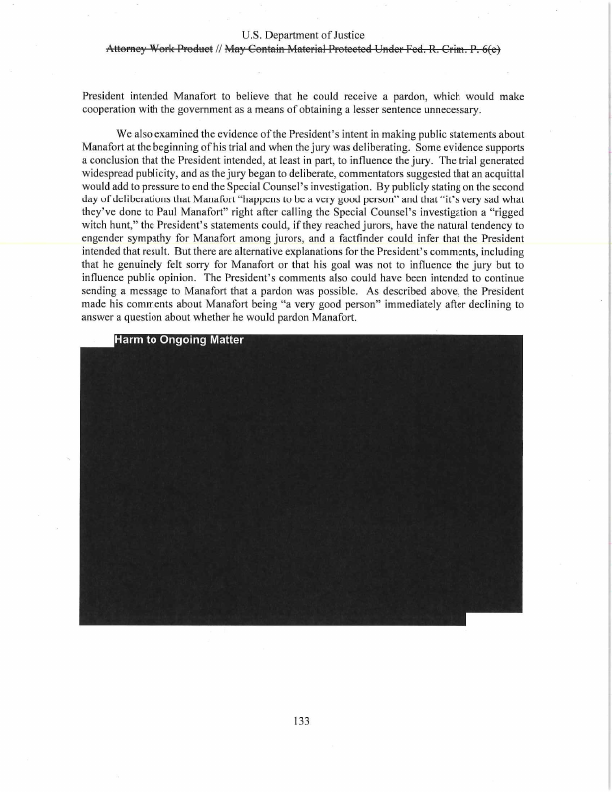 U.S. Department of Justice
Attorney Work Product // May Contain Material Protected Under Fed. R. Crim. P. 6(e)
President intended Manafort to believe that he could receive a pardon, which would make
cooperation with the government as a means of obtaining a lesser sentence unnecessary.
We also examined the evidence of the President's intent in making public statements about
Manafort at the beginning of his trial and when the jury was deliberating. Some evidence supports
a conclusion that the President intended, at least in part, to influence the jury. The trial generated
widespread publicity, and as the jury began to deliberate, commentators suggested that an acquittal
would add to pressure to end the Special Counsel's investigation. By publicly stating on the second
day of deliberations that Manafort "happens to be a very good person" and that "it's very sad what
they've done to Paul Manafort" right after calling the Special Counsel's investigation a "rigged
witch hunt," the President's statements could, if they reached jurors, have the natural tendency to
engender sympathy for Manafort among jurors, and a factfinder could infer that the President
intended that result. But there are alternative explanations for the President's comments, including
that he genuinely felt sorry for Manafort or that his goal was not to influence the jury but to
influence public opinion. The President's comments also could have been intended to continue
sending a message to Manafort that a pardon was possible. As described above, the President
made his comments about Manafort being "a very good person" immediately after declining to
answer a question about whether he would pardon Manafort.
Harm to Ongoing Matter
133